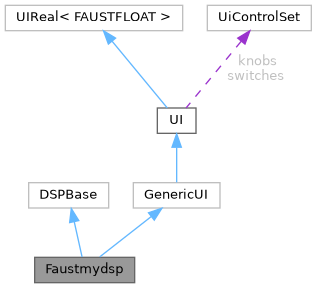 UIReal< FAUSTFLOAT >
UiControlSet
knobs
switches
UI
DSPBase
GenericUI
Faustmydsp